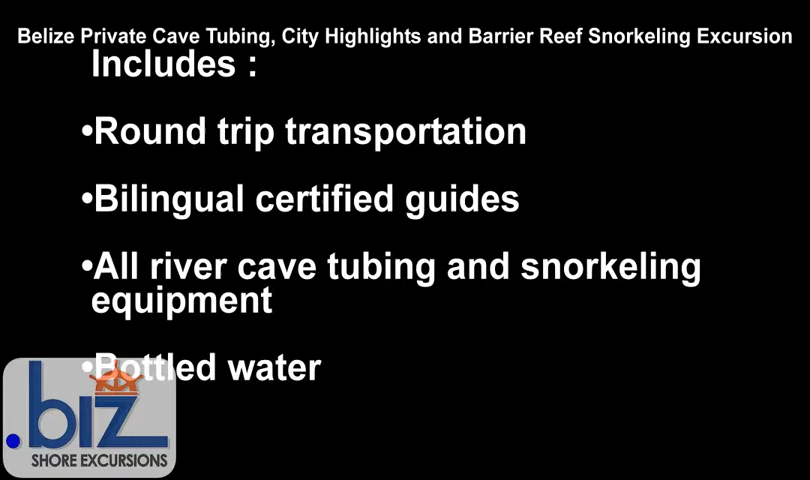 Belize Private Cave Tubing, City Highlights and Barrier Reef Snorkeling Excursion
Includes :
•Round trip transportation
•Bilingual certified guides
•All river cave tubing and snorkeling
equipment
•Bottled water
.biz
SHORE EXCURSIONS